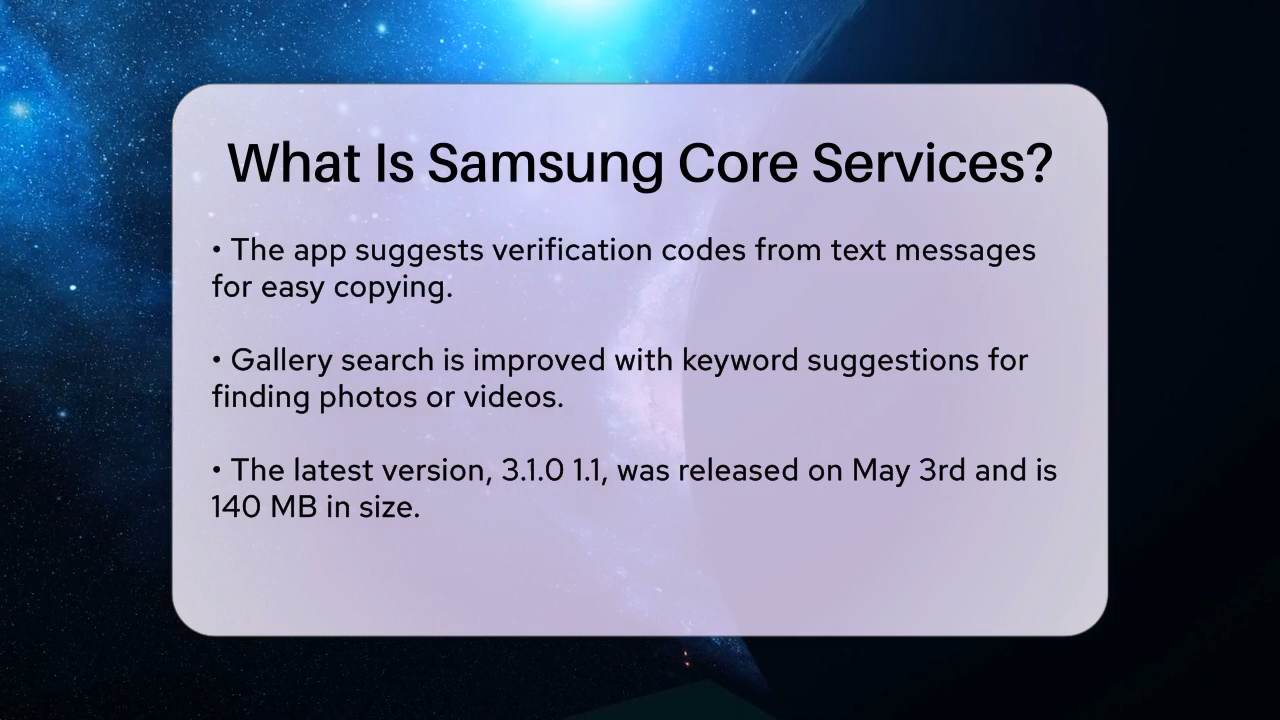 What Is Samsung Core Services?
• The app suggests verification codes from text messages
for easy copying.
• Gallery search is improved with keyword suggestions for
finding photos or videos.
• The latest version, 3.1.0 1.1, was released on May 3rd and is
140 MB in size.